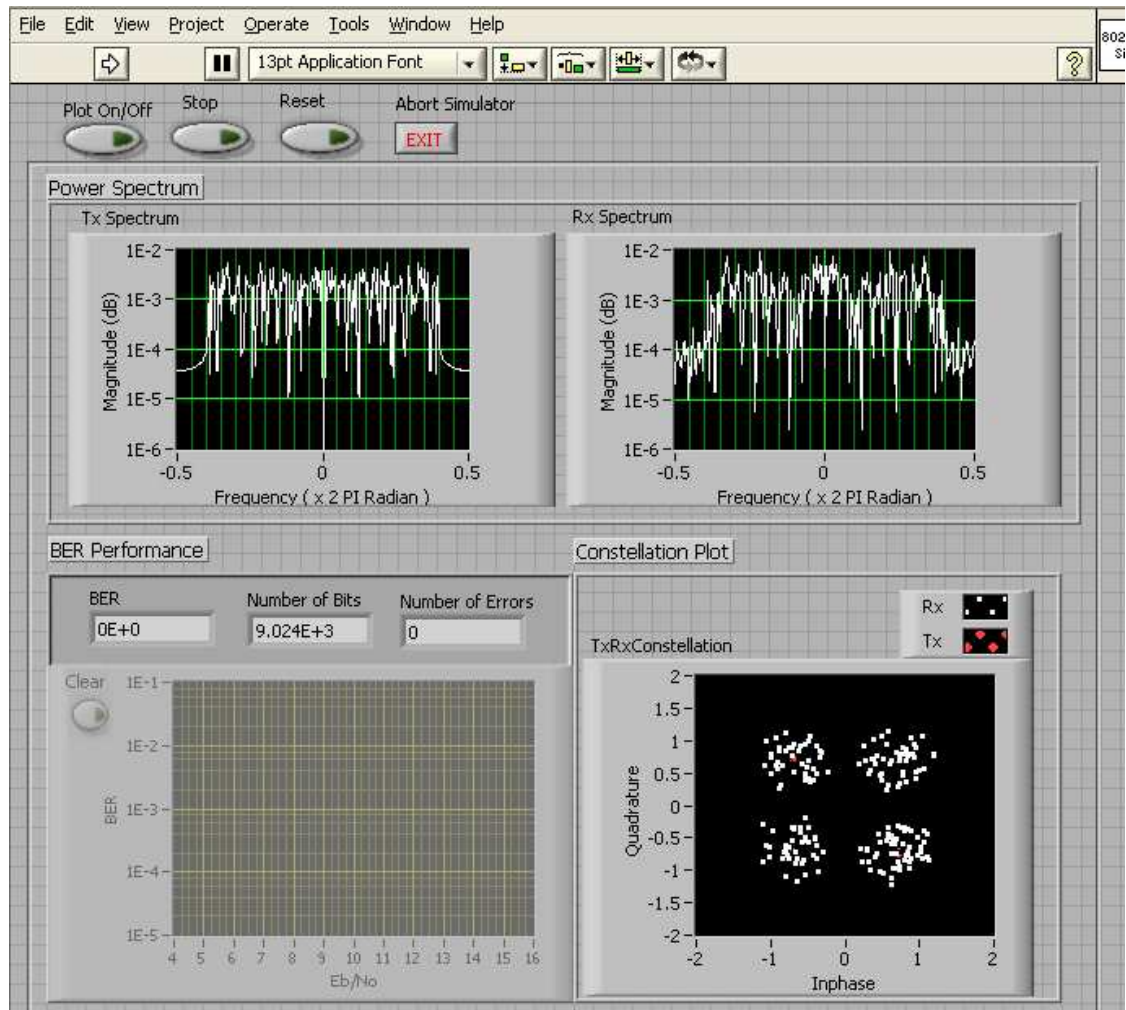 File Edit View Project Operate Tools Window Help
13pt Application Font
?
802
Si
Plot On/Off Stop Reset Abort Simulator
EXIT
Power Spectrum
Tx Spectrum
Magnitude (dB)
1E-2
1E-3
1E-4
1E-5
1E-6
-0.5 0 0.5
Frequency ( x 2 PI Radian )
Rx Spectrum
Magnitude (dB)
1E-2
1E-3
1E-4
1E-5
1E-6
-0.5 0 0.5
Frequency ( x 2 PI Radian )
BER Performance
BER Number of Bits Number of Errors
0E+0 9.024E+3 0
Clear
BER
1E-1
1E-2
1E-3
1E-4
1E-5
4 5 6 7 8 9 10 11 12 13 14 15 16
Eb/No
Constellation Plot
Rx
Tx
TxRxConstellation
Quadrature
2
1.5
1
0.5
0
-0.5
-1
-1.5
-2
-2 -1 0 1 2
Inphase